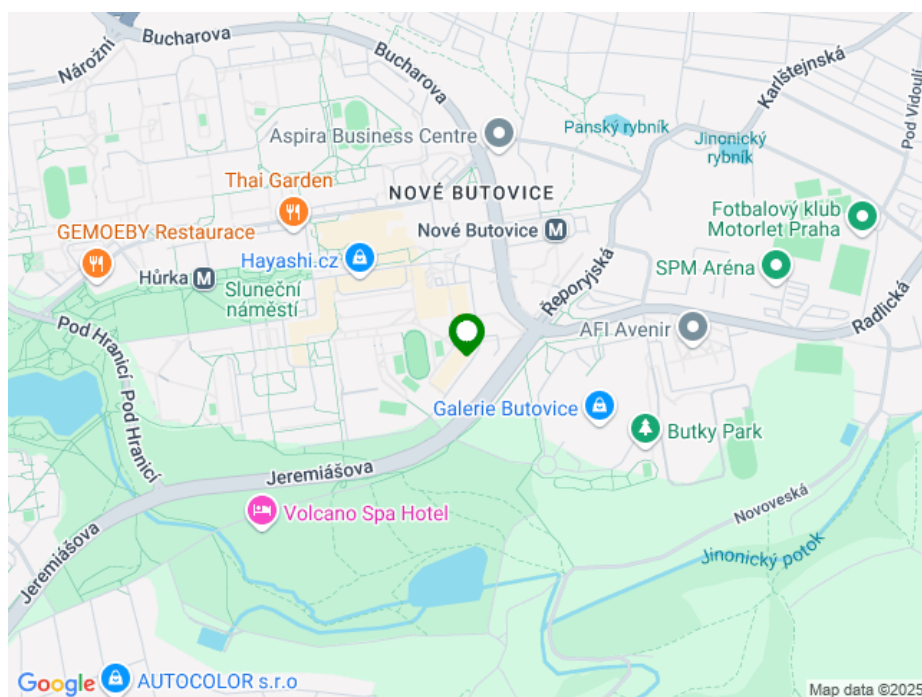 Bucharova
Nárožní
Bucharova
Karlštejnská
Pod Vidoulí
Aspira Business Centre
Panský rybník
Jinonický
rybník
Thai Garden
NOVÉ BUTOVICE
GEMOEBY Restaurace
Nové Butovice M
Fotbalový klub
Motorlet Praha
Hayashi.cz
Řeporyjská
SPM Aréna
Hůrka M
Sluneční
náměstí
Radlická
Pod Hranicí
AFI Avenir
Pod Hranicí
Galerie Butovice
Butky Park
Jeremiášova
Novoveská
Volcano Spa Hotel
Jeremiášova
Jinonický potok
Google
AUTOCOLOR s.r.o
Map data ©2025